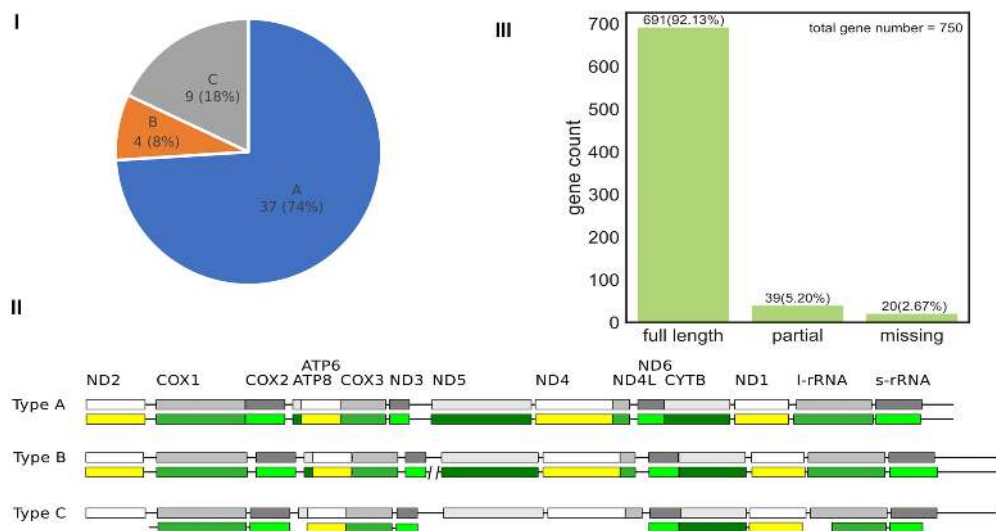 I
C
9 (18%)
B
4 (8%)
A
37 (74%)
III
691(92.13%)
total gene number = 750
700
600
500
400
300
200
100
0
gene count
39(5.20%)
20(2.67%)
full length partial missing
II
ATP6 ND6
ND2 COX1 COX2 ATP8 COX3 ND3 ND5 ND4 ND4L CYTB ND1 l-rRNA s-rRNA
Type A
Type B
Type C